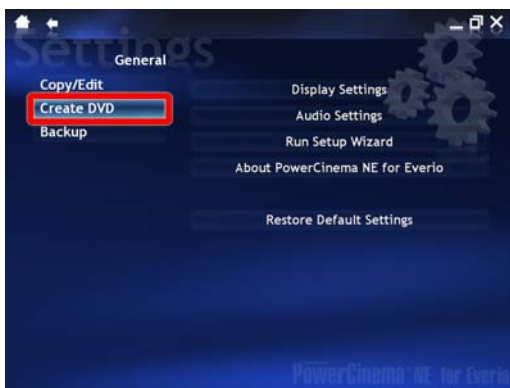 Settings
General
Copy/Edit
Create DVD
Backup
Display Settings
Audio Settings
Run Setup Wizard
About PowerCinema NE for Everio
Restore Default Settings
PowerCinema NE for Everio